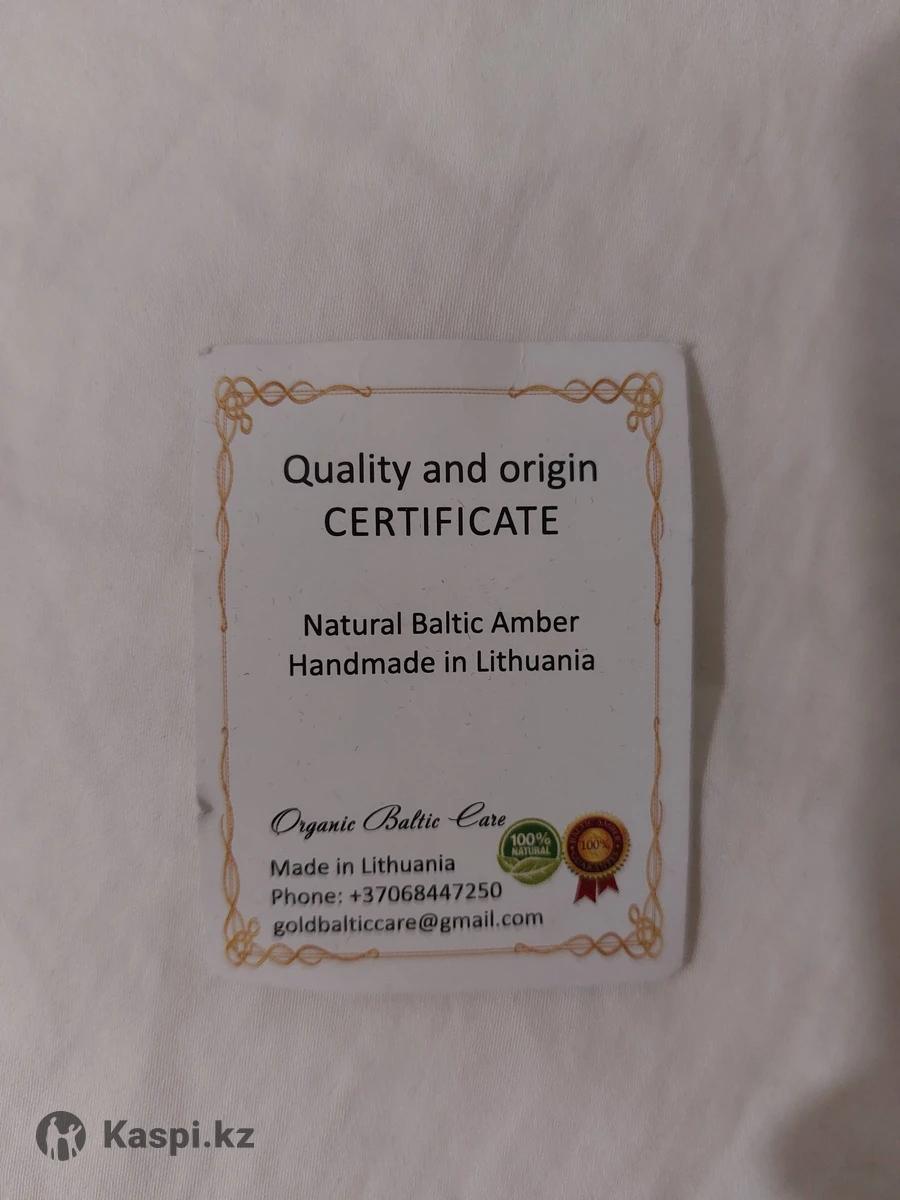 Quality and origin
CERTIFICATE
Natural Baltic Amber
Handmade in Lithuania
Organic Baltic Care
100%
NATURAL
100%
Made in Lithuania
Phone: +37068447250
goldbalticcare@gmail.com
Kaspi.kz